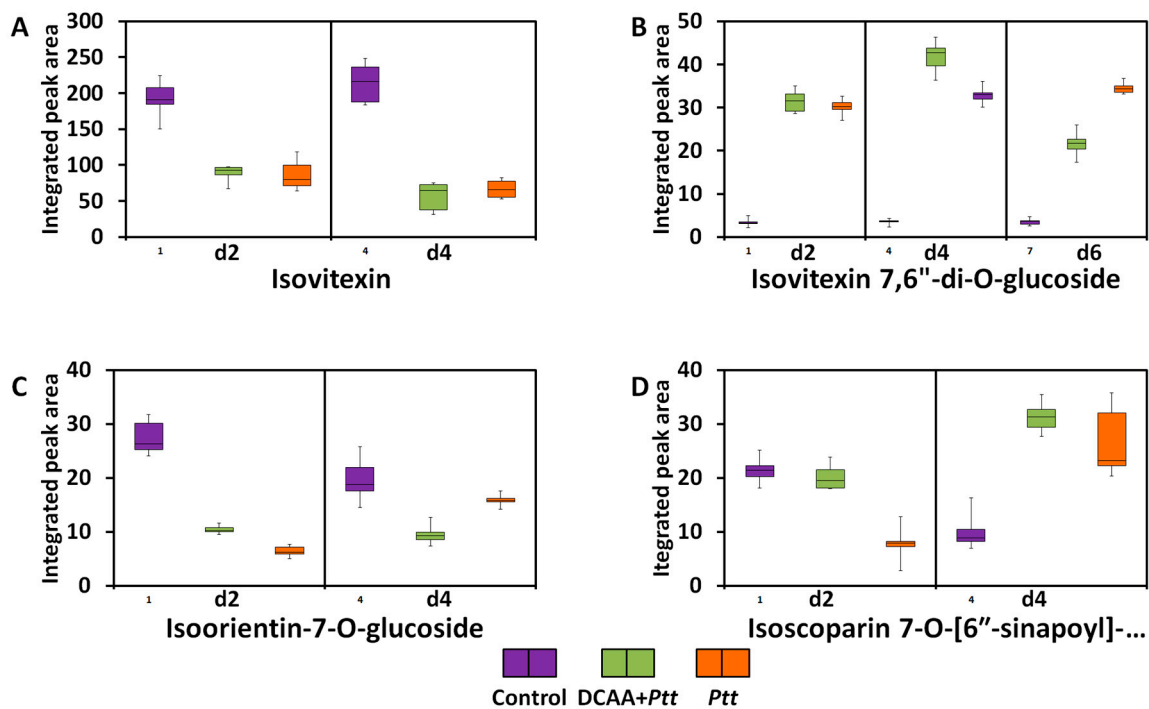 A
Integrated peak area
300
250
200
150
100
50
0
1
d2
4
d4
Isovitexin
B
Integrated peak area
50
40
30
20
10
0
1
d2
4
d4
7
d6
Isovitexin 7,6"-di-O-glucoside
C
Integrated peak area
40
30
20
10
0
1
d2
4
d4
Isoorientin-7-O-glucoside
D
Itegrated peak area
40
30
20
10
0
1
d2
4
d4
Isoscoparin 7-O-[6″-sinapoyl]-...
Control DCAA+Ptt Ptt